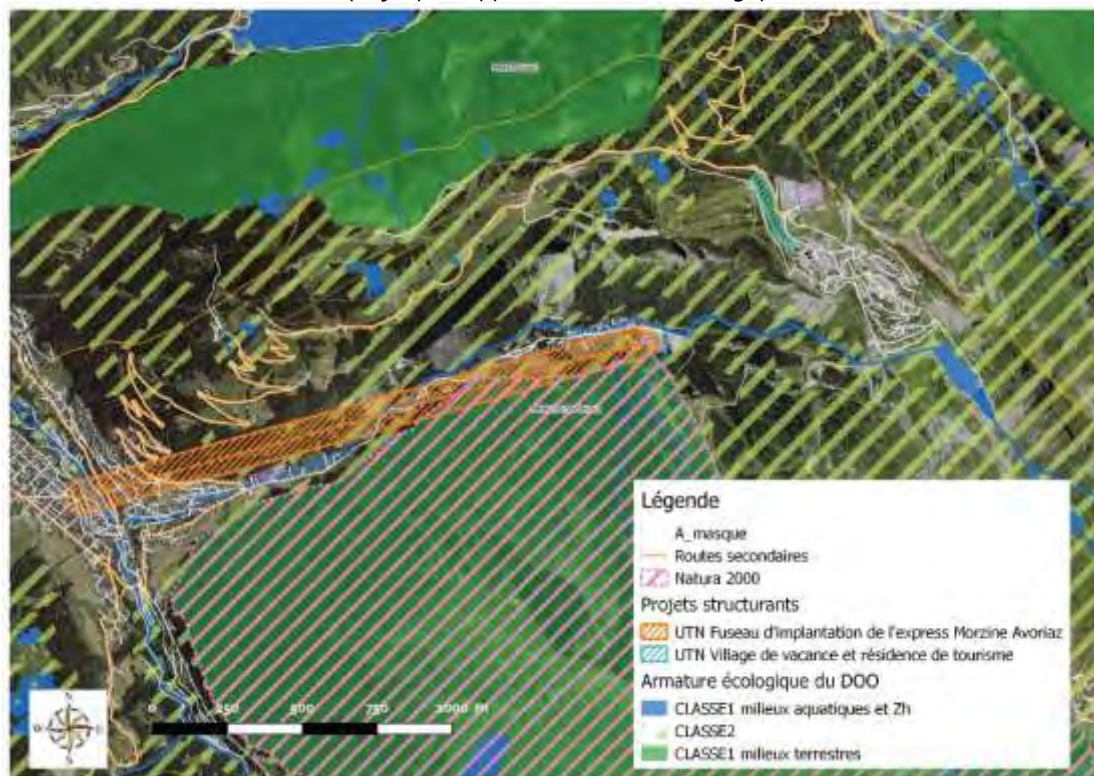 Légende
A_masque
Routes secondaires
Natura 2000
Projets structurants
UTN Fuseau d'implantation de l'express Morzine Avoriaz
UTN Village de vacance et résidence de tourisme
Armature écologique du DOO
CLASSE1 milieux aquatiques et Zh
CLASSE2
CLASSE1 milieux terrestres
0 250 500 750 1000 m